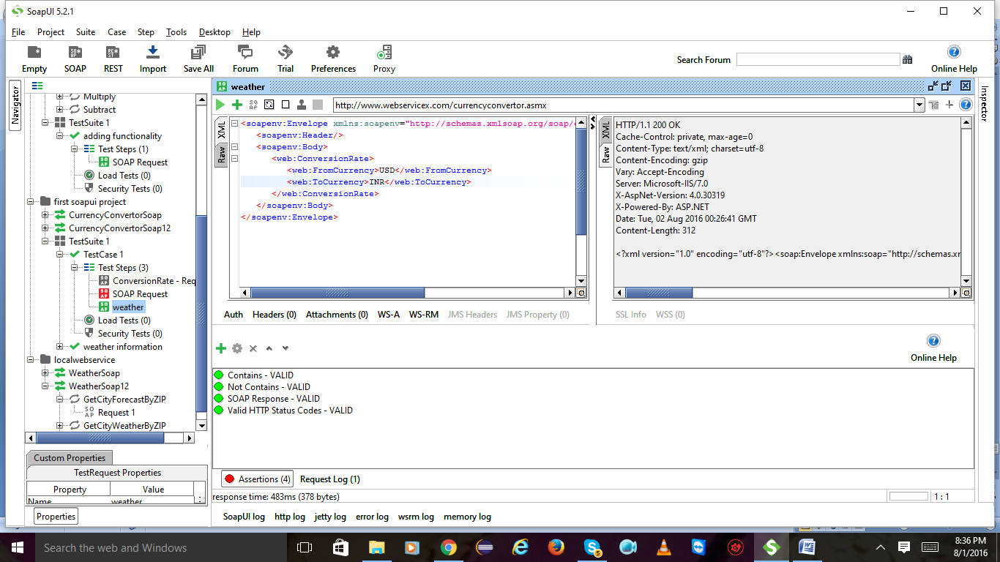 SoapUI 5.2.1
File Project Suite Case Step Tools Desktop Help
Empty SOAP REST Import Save All Forum Trial Preferences Proxy Search Forum Online Help
Navigator
Multiply
Subtract
TestSuite 1
adding functionality
Test Steps (1)
SOAP Request
Load Tests (0)
Security Tests (0)
first soapui project
CurrencyConvertorSoap
CurrencyConvertorSoap12
TestSuite 1
TestCase 1
Test Steps (3)
ConversionRate - Req
SOAP Request
weather
Load Tests (0)
Security Tests (0)
weather information
localwebservice
WeatherSoap
WeatherSoap12
GetCityForecastByZIP
Request 1
GetCityWeatherByZIP
Custom Properties
TestRequest Properties
Property Value
Name weather
Properties
weather
http://www.webservicex.com/currencyconvertor.asmx
XML
Raw
<soapenv:Envelope xmlns:soapenv="http://schemas.xmlsoap.org/soap/
<soapenv:Header/>
<soapenv:Body>
<web:ConversionRate>
<web:FromCurrency>USD</web:FromCurrency>
<web:ToCurrency>INR</web:ToCurrency>
</web:ConversionRate>
</soapenv:Body>
</soapenv:Envelope>
XML
Raw
HTTP/1.1 200 OK
Cache-Control: private, max-age=0
Content-Type: text/xml; charset=utf-8
Content-Encoding: gzip
Vary: Accept-Encoding
Server: Microsoft-IIS/7.0
X-AspNet-Version: 4.0.30319
X-Powered-By: ASP.NET
Date: Tue, 02 Aug 2016 00:26:41 GMT
Content-Length: 312
<?xml version="1.0" encoding="utf-8"?><soap:Envelope xmlns:soap="http://schemas.xr
Inspector
Auth Headers (0) Attachments (0) WS-A WS-RM JMS Headers JMS Property (0)
SSL Info WSS (0)
Online Help
Contains - VALID
Not Contains - VALID
SOAP Response - VALID
Valid HTTP Status Codes - VALID
Assertions (4) Request Log (1)
response time: 483ms (378 bytes) 1 : 1
SoapUI log http log jetty log error log wsrm log memory log
Search the web and Windows
5
8:36 PM
8/1/2016